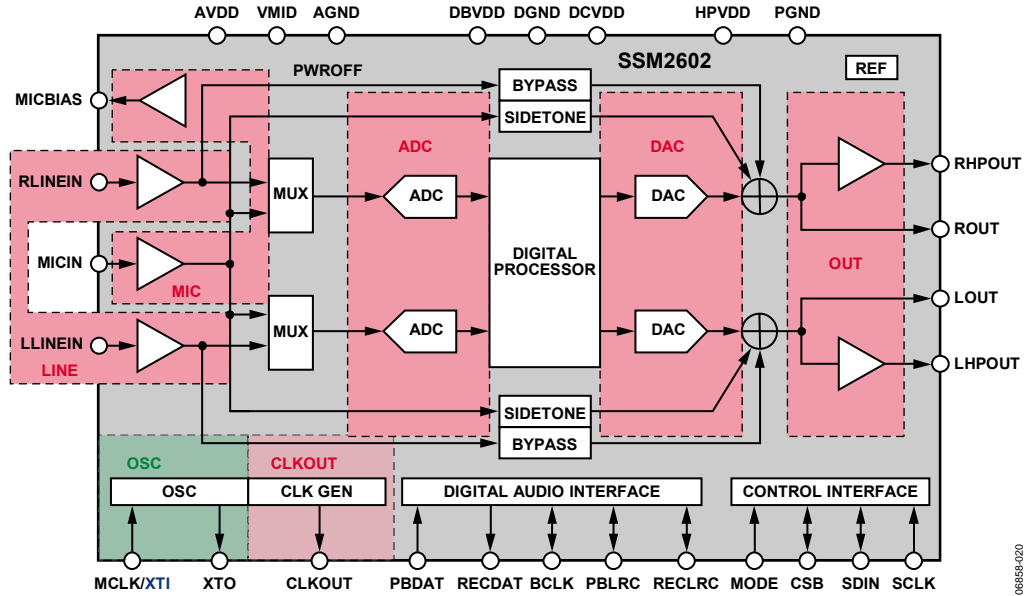 AVDD VMID AGND DBVDD DGND DCVDD HPVDD PGND
PWROFF
SSM2602
REF
BYPASS
SIDETONE
MICBIAS
ADC
DAC
RLINEIN
MUX
ADC
DAC
RHPOUT
ROUT
MICIN
MIC
DIGITAL
PROCESSOR
OUT
LOUT
MUX
ADC
DAC
LLINEIN
LINE
LHPOUT
SIDETONE
BYPASS
OSC
CLKOUT
OSC
CLK GEN
DIGITAL AUDIO INTERFACE
CONTROL INTERFACE
MCLK/XTI XTO CLKOUT PBDAT RECDAT BCLK PBLRC RECLRC MODE CSB SDIN SCLK
06858-020